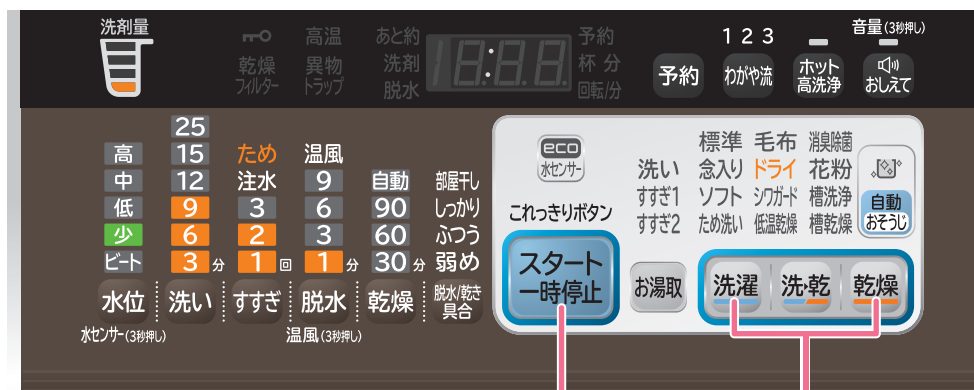 洗剤量
高温
あと約
予約
1 2 3
音量(3秒押し)
乾燥
フィルター
異物
トラップ
洗剤
脱水
18:8.8.
杯 分
回転/分
予約
わがや流
ホット
高洗浄
おしえて
25
高
15
ため
温風
中
12
注水
9
自動
部屋干し
低
9
3
6
90
しっかり
少
6
2
3
60
ふつう
ビート
3分
1回
1分
30分
弱め
水位
洗い
すすぎ
脱水
乾燥
脱水/乾き
具合
水センサー(3秒押し)
温風(3秒押し)
eco
水センサー
これっきりボタン
スタート
一時停止
洗い
すすぎ1
すすぎ2
標準
念入り
ソフト
ため洗い
毛布
ドライ
シワガード
低温乾燥
消臭除菌
花粉
槽洗浄
槽乾燥
自動
おそうじ
お湯取
洗濯
洗・乾
乾燥